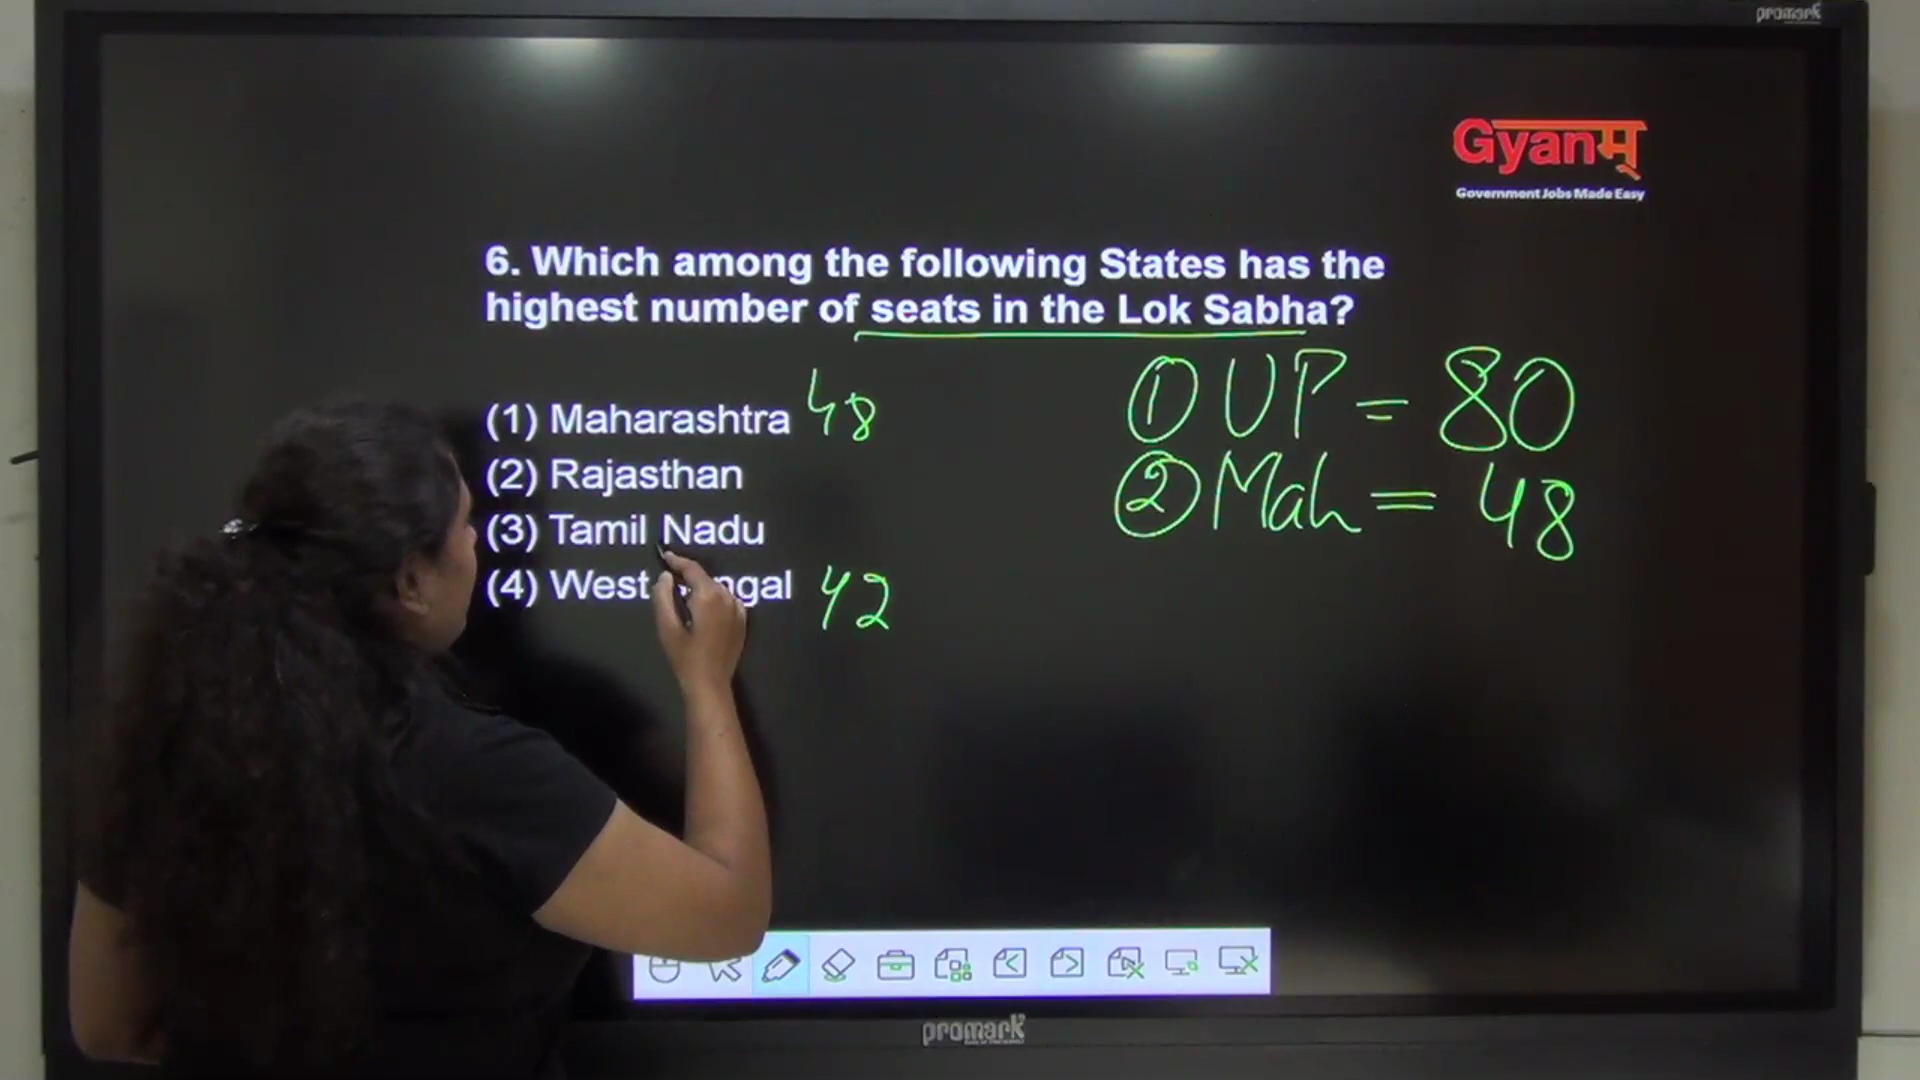 promark
Gyanम्
Government Jobs Made Easy
6. Which among the following States has the
highest number of seats in the Lok Sabha?
(1) Maharashtra 48
(2) Rajasthan
(3) Tamil Nadu
(4) West ngal 42
① UP = 80
② Mah = 48
promark